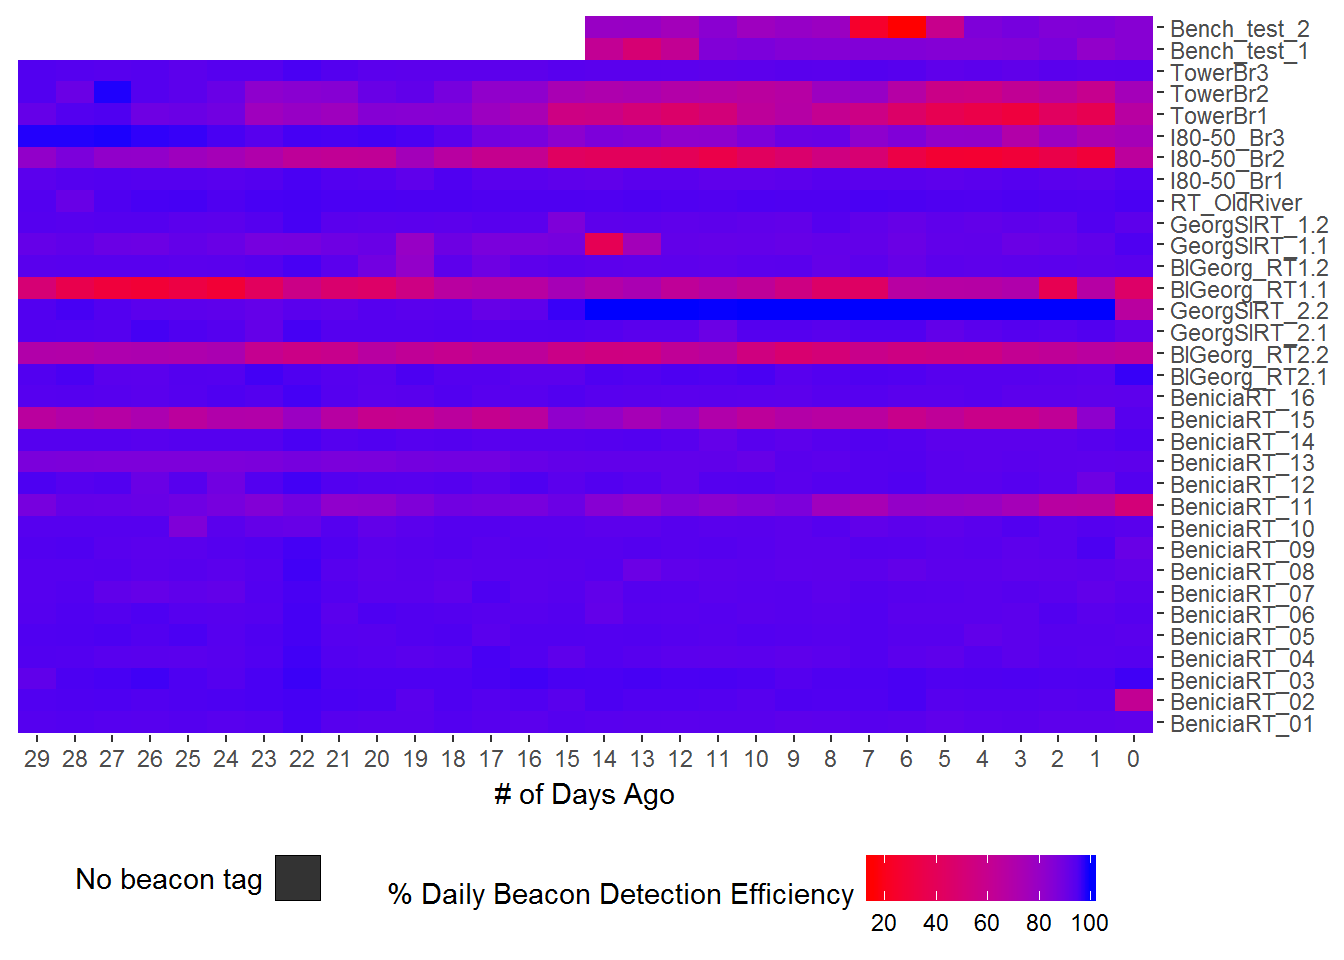 Bench_test_2
Bench_test_1
TowerBr3
TowerBr2
TowerBr1
I80-50_Br3
I80-50_Br2
I80-50_Br1
RT_OldRiver
GeorgSlRT_1.2
GeorgSlRT_1.1
BlGeorg_RT1.2
BlGeorg_RT1.1
GeorgSlRT_2.2
GeorgSlRT_2.1
BlGeorg_RT2.2
BlGeorg_RT2.1
BeniciaRT_16
BeniciaRT_15
BeniciaRT_14
BeniciaRT_13
BeniciaRT_12
BeniciaRT_11
BeniciaRT_10
BeniciaRT_09
BeniciaRT_08
BeniciaRT_07
BeniciaRT_06
BeniciaRT_05
BeniciaRT_04
BeniciaRT_03
BeniciaRT_02
BeniciaRT_01
29 28 27 26 25 24 23 22 21 20 19 18 17 16 15 14 13 12 11 10 9 8 7 6 5 4 3 2 1 0
# of Days Ago
No beacon tag
% Daily Beacon Detection Efficiency
20 40 60 80 100